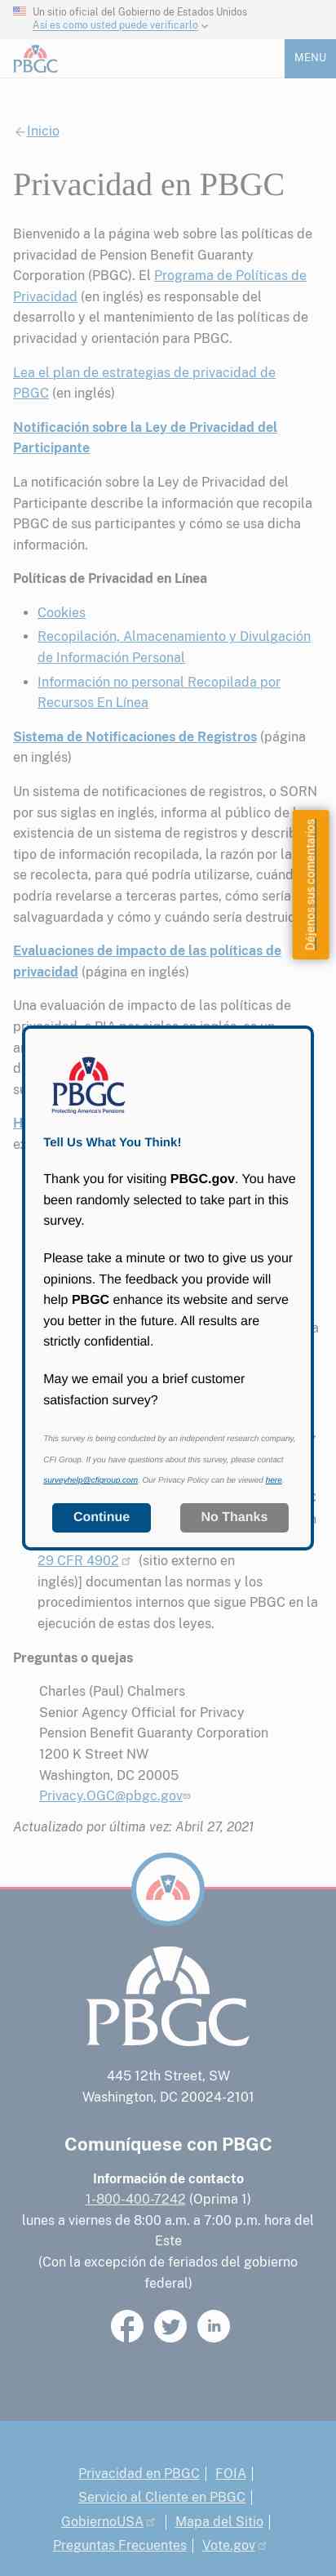 Un sitio oficial del Gobierno de Estados Unidos
Así es como usted puede verificarlo
PBGC
MENU
Inicio
Privacidad en PBGC
Bienvenido a la página web sobre las políticas de
privacidad de Pension Benefit Guaranty
Corporation (PBGC). El Programa de Políticas de
Privacidad (en inglés) es responsable del
desarrollo y el mantenimiento de las políticas de
privacidad y orientación para PBGC.
Lea el plan de estrategias de privacidad de
PBGC (en inglés)
Notificación sobre la Ley de Privacidad del
Participante
La notificación sobre la Ley de Privacidad del
Participante describe la información que recopila
PBGC de sus participantes y cómo se usa dicha
información.
Políticas de Privacidad en Línea
Cookies
Recopilación, Almacenamiento y Divulgación
de Información Personal
Información no personal Recopilada por
Recursos En Línea
Sistema de Notificaciones de Registros (página
en inglés)
Un sistema de notificaciones de registros, o SORN
por sus siglas en inglés, informa al público de
existencia de un sistema de registros y
tipo de información recopilada, la razón por
se recolecta, para qué podría utilizarse,
podría revelarse a terceras partes, cómo sería
salvaguardada y cómo y cuándo sería
Déjenos sus comentarios
Evaluaciones de impacto de las políticas de
privacidad (página en inglés)
Una evaluación de impacto de las políticas de
PBGC
Protecting America's Pensions
Tell Us What You Think!
Thank you for visiting PBGC.gov. You have
been randomly selected to take part in this
survey.
Please take a minute or two to give us your
opinions. The feedback you provide will
help PBGC enhance its website and serve
you better in the future. All results are
strictly confidential.
May we email you a brief customer
satisfaction survey?
This survey is being conducted by an independent research company,
CFI Group. If you have questions about this survey, please contact
surveyhelp@cfigroup.com. Our Privacy Policy can be viewed here.
Continue
No Thanks
29 CFR 4902 (sitio externo en
inglés)] documentan las normas y los
procedimientos internos que sigue PBGC en la
ejecución de estas dos leyes.
Preguntas o quejas
Charles (Paul) Chalmers
Senior Agency Official for Privacy
Pension Benefit Guaranty Corporation
1200 K Street NW
Washington, DC 20005
Privacy.OGC@pbgc.gov
Actualizado por última vez: Abril 27, 2021
PBGC
445 12th Street, SW
Washington, DC 20024-2101
Comuníquese con PBGC
Información de contacto
1-800-400-7242 (Oprima 1)
lunes a viernes de 8:00 a.m. a 7:00 p.m. hora del
Este
(Con la excepción de feriados del gobierno
federal)
Privacidad en PBGC | FOIA |
Servicio al Cliente en PBGC |
GobiernoUSA | Mapa del Sitio |
Preguntas Frecuentes | Vote.gov